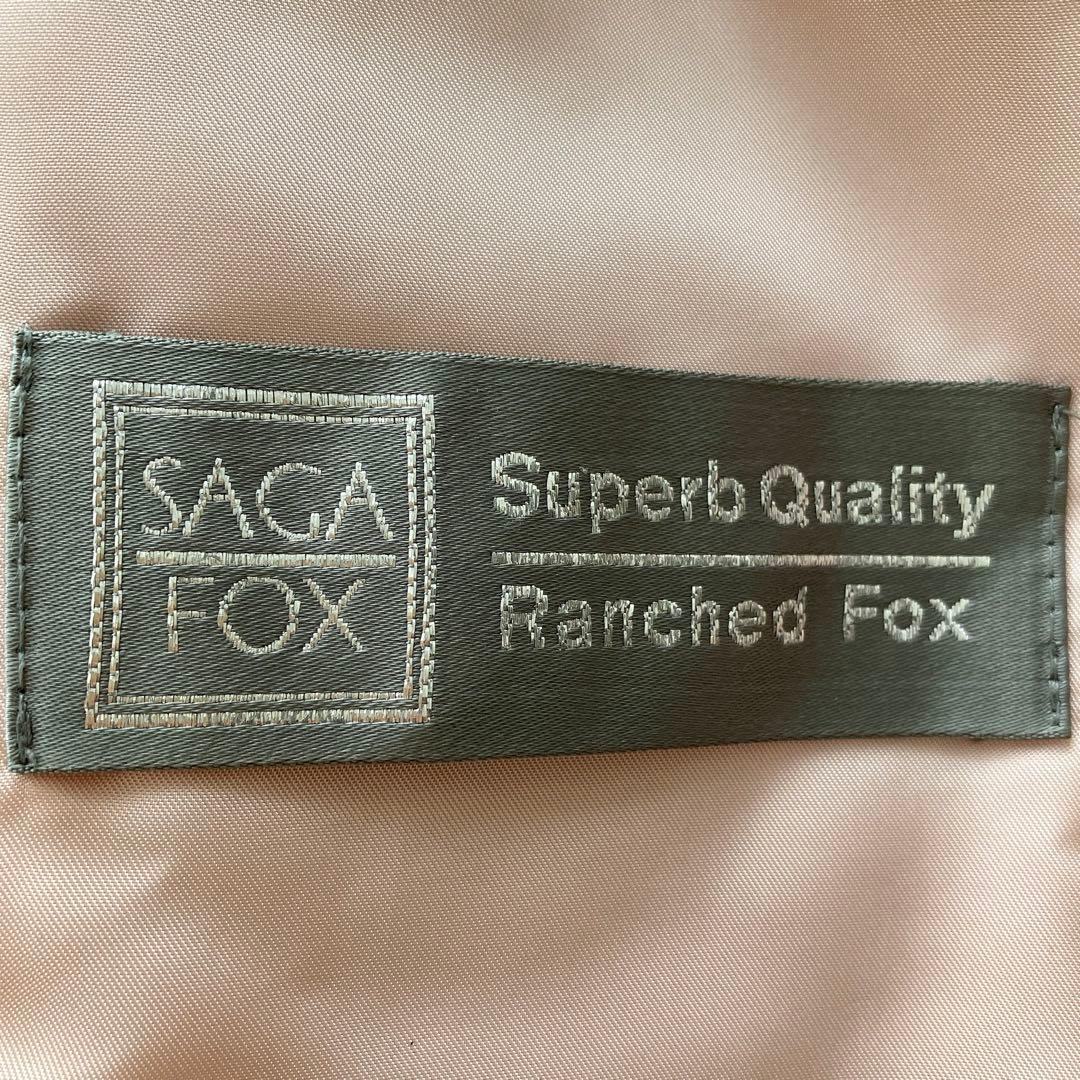 SAGA
FOX
Superb Quality
Ranched Fox